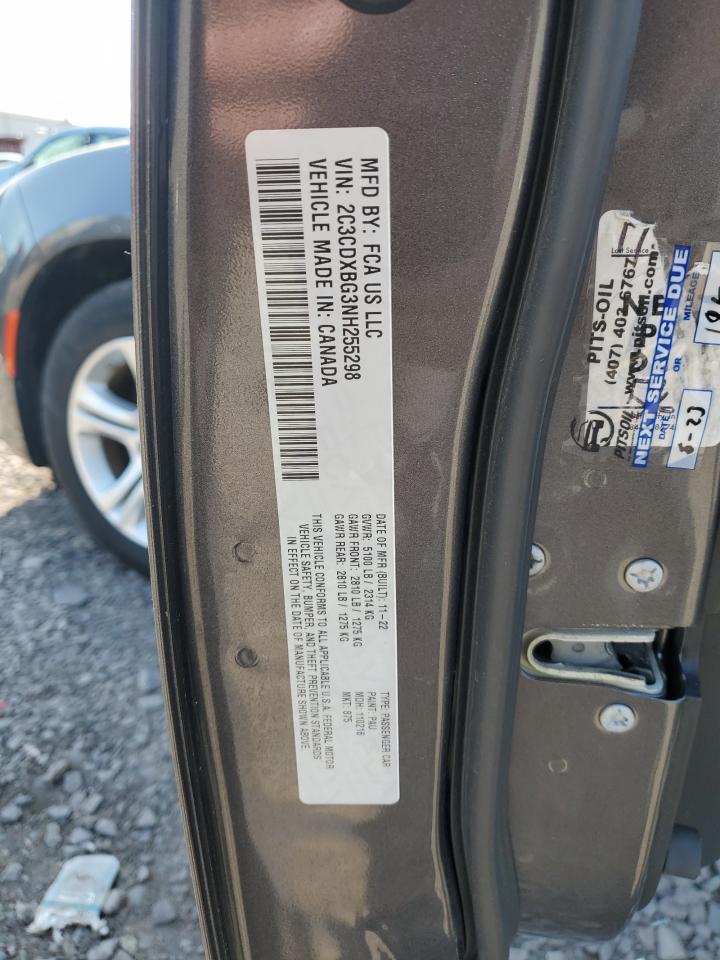 MFD BY: FCA US LLC
VIN: 2C3CDXBG3NH255298
VEHICLE MADE IN: CANADA
DATE OF MFR (BUILT): 11-22
GVWR: 5100 LB / 2314 KG
GAWR FRONT: 2810 LB / 1275 KG
GAWR REAR: 2810 LB / 1275 KG
TYPE: PASSENGER CAR
PAINT: PAU
MDH: 110216
MKT: 875
THIS VEHICLE CONFORMS TO ALL APPLICABLE U.S.A. FEDERAL MOTOR
VEHICLE SAFETY, BUMPER, AND THEFT PREVENTION STANDARDS
IN EFFECT ON THE DATE OF MANUFACTURE SHOWN ABOVE.
Last Service
PITS-OIL
(407) 402-6767
PITSOIL
NEXT SERVICE DUE
DATE
OR
MILEAGE
8-23